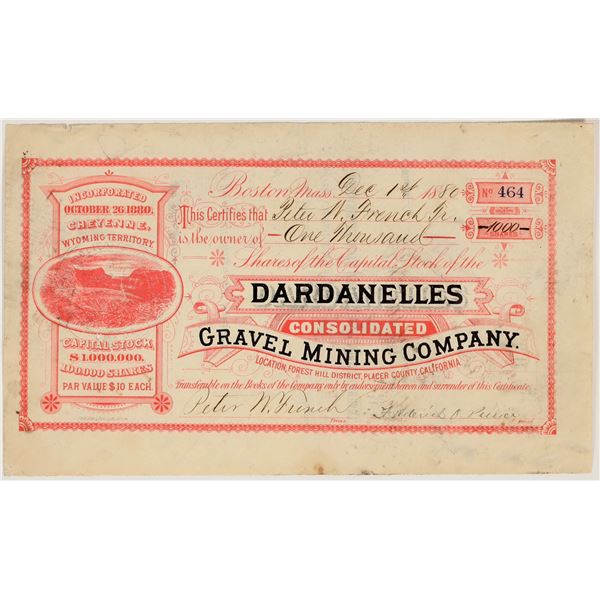 INCORPORATED
OCTOBER 26 1880.
CHEYENNE,
WYOMING TERRITORY.
CAPITAL STOCK
$1.000.000.
100.000 SHARES
PAR VALUE $10 EACH.
Boston, Mass. Dec 1st 1880
No 464
This Certifies that Peter W. French Jr.
is the owner of One Thousand
—1000—
SHARES
Shares of the Capital Stock of the
DARDANELLES
CONSOLIDATED
GRAVEL MINING COMPANY.
LOCATION, FOREST HILL DISTRICT, PLACER COUNTY, CALIFORNIA.
Transferable on the Books of the Company only by endorsement hereon and surrender of this Certificate.
Peter W. French
Treas.